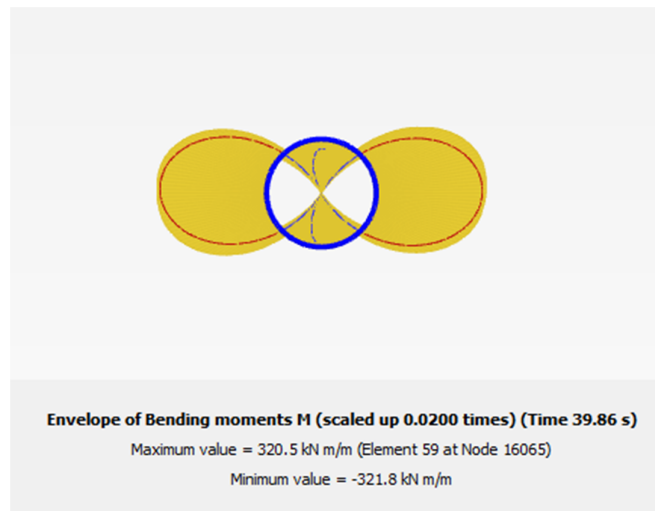 Envelope of Bending moments M (scaled up 0.0200 times) (Time 39.86 s)
Maximum value = 320.5 kN m/m (Element 59 at Node 16065)
Minimum value = -321.8 kN m/m